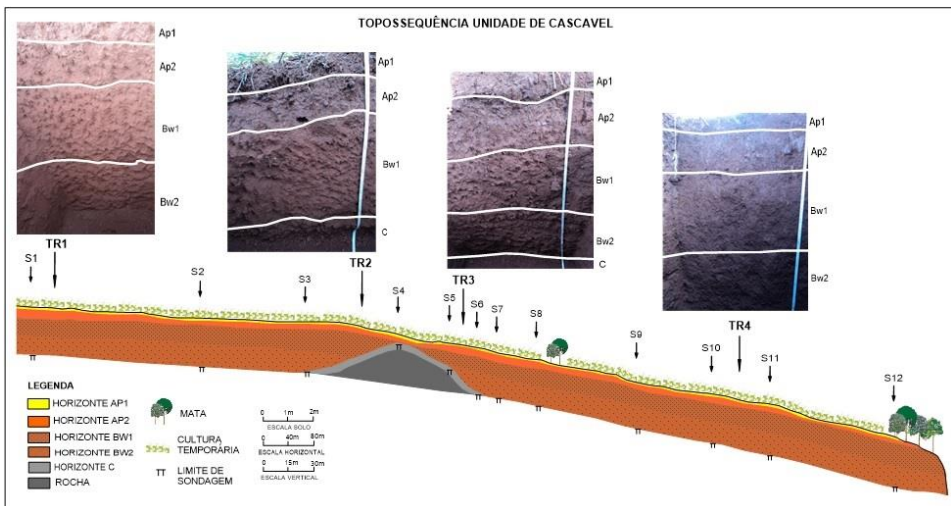 TOPOSSEQUÊNCIA UNIDADE DE CASCAVEL
Ap1
Ap2
Bw1
Bw2
Ap1
Ap2
Bw1
C
Ap1
Ap2
Bw1
Bw2
C
Ap1
Ap2
Bw1
Bw2
TR1
TR2
TR3
TR4
S1
S2
S3
S4
S5
S6
S7
S8
S9
S10
S11
S12
LEGENDA
HORIZONTE AP1
HORIZONTE AP2
HORIZONTE BW1
HORIZONTE BW2
HORIZONTE C
ROCHA
MATA
CULTURA
TEMPORÁRIA
LIMITE DE
SONDAGEM
0 1m 2m
ESCALA SOLO
0 40m 80m
ESCALA HORIZONTAL
0 15m 30m
ESCALA VERTICAL